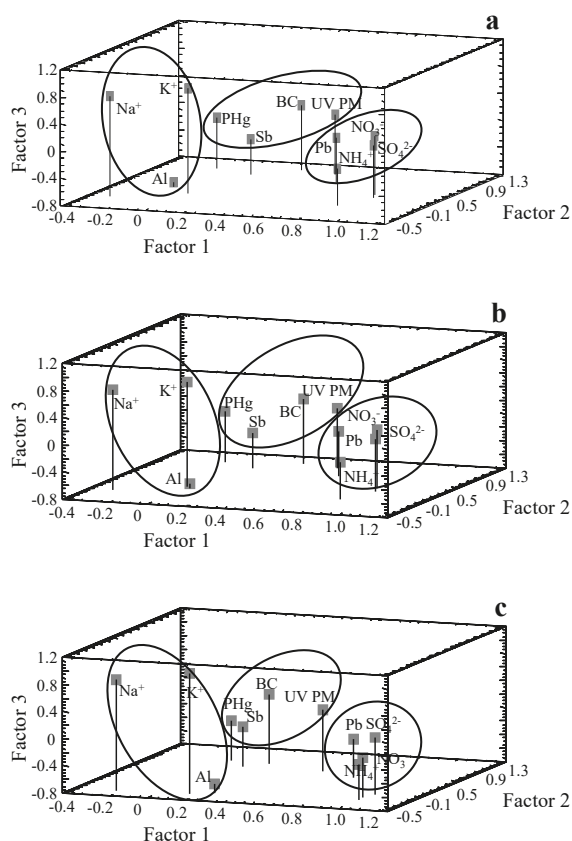 a
1.2
0.8
0.4
0
-0.4
-0.8
Factor 3
Na⁺
K⁺
Al
PHg
Sb
BC
UV PM
Pb
NO₃⁻
NH₄⁺
SO₄²⁻
-0.4
-0.2
0
0.2
0.4
0.6
0.8
1.0
1.2
Factor 1
-0.5
-0.1
0.5
0.9
1.3
Factor 2
b
1.2
0.8
0.4
0
-0.4
-0.8
Factor 3
Na⁺
K⁺
Al
PHg
Sb
BC
UV PM
NO₃⁻
Pb
SO₄²⁻
NH₄⁺
-0.4
-0.2
0
0.2
0.4
0.6
0.8
1.0
1.2
Factor 1
-0.5
-0.1
0.5
0.9
1.3
Factor 2
c
1.2
0.8
0.4
0
-0.4
-0.8
Factor 3
Na⁺
K⁺
Al
PHg
Sb
BC
UV PM
Pb
SO₄²⁻
NO₃
NH₄⁺
-0.4
-0.2
0
0.2
0.4
0.6
0.8
1.0
1.2
Factor 1
-0.5
-0.1
0.5
0.9
1.3
Factor 2